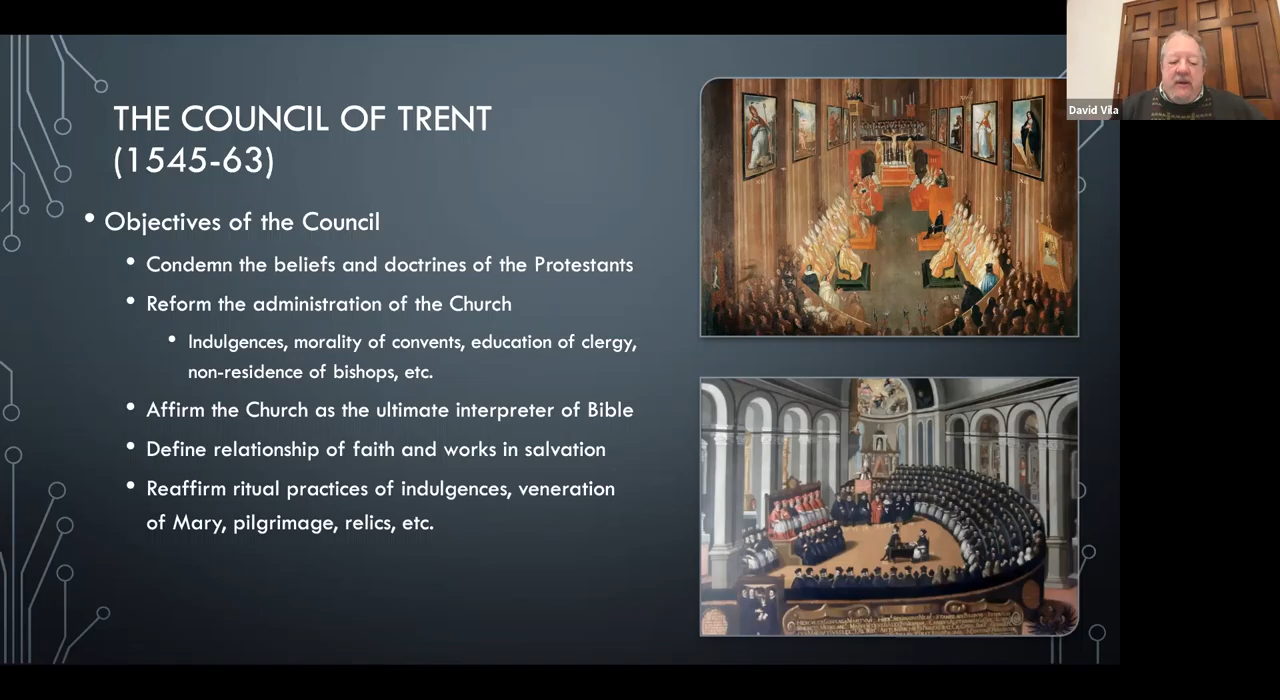 THE COUNCIL OF TRENT
(1545-63)
• Objectives of the Council
• Condemn the beliefs and doctrines of the Protestants
• Reform the administration of the Church
• Indulgences, morality of convents, education of clergy,
non-residence of bishops, etc.
• Affirm the Church as the ultimate interpreter of Bible
• Define relationship of faith and works in salvation
• Reaffirm ritual practices of indulgences, veneration
of Mary, pilgrimage, relics, etc.
David Vila